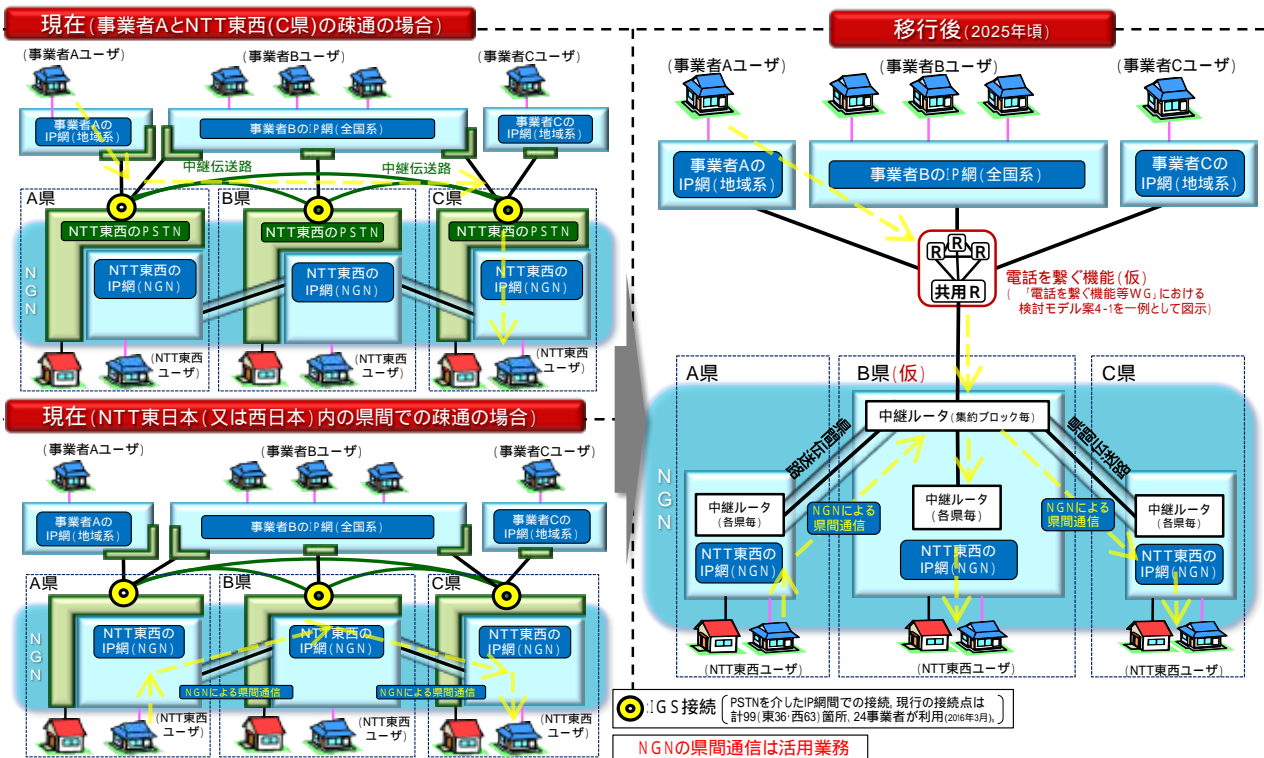 現在(事業者AとNTT東西(C県)の疎通の場合)
(事業者Aユーザ)
(事業者Bユーザ)
(事業者Cユーザ)
事業者Aの
IP網(地域系)
事業者BのIP網(全国系)
事業者Cの
IP網(地域系)
中継伝送路
中継伝送路
A県
B県
C県
NTT東西のPSTN
NTT東西のPSTN
NTT東西のPSTN
NGN
NTT東西の
IP網(NGN)
NTT東西の
IP網(NGN)
NTT東西の
IP網(NGN)
(NTT東西
ユーザ)
(NTT東西
ユーザ)
(NTT東西
ユーザ)
現在(NTT東日本(又は西日本)内の県間での疎通の場合)
(事業者Aユーザ)
(事業者Bユーザ)
(事業者Cユーザ)
事業者Aの
IP網(地域系)
事業者BのIP網(全国系)
事業者Cの
IP網(地域系)
A県
B県
C県
NGN
NTT東西の
IP網(NGN)
NTT東西の
IP網(NGN)
NTT東西の
IP網(NGN)
NGNによる県間通信
NGNによる県間通信
(NTT東西
ユーザ)
(NTT東西
ユーザ)
(NTT東西
ユーザ)
移行後(2025年頃)
(事業者Aユーザ)
(事業者Bユーザ)
(事業者Cユーザ)
事業者Aの
IP網(地域系)
事業者BのIP網(全国系)
事業者Cの
IP網(地域系)
R
R
R
共用R
電話を繋ぐ機能(仮)
( 「電話を繋ぐ機能等WG」における
検討モデル案4-1を一例として図示)
A県
B県(仮)
C県
中継ルータ(集約ブロック毎)
県間伝送路
県間伝送路
NGN
中継ルータ
(各県毎)
中継ルータ
(各県毎)
中継ルータ
(各県毎)
NGNによる
県間通信
NGNによる
県間通信
NTT東西の
IP網(NGN)
NTT東西の
IP網(NGN)
NTT東西の
IP網(NGN)
(NTT東西ユーザ)
(NTT東西ユーザ)
(NTT東西ユーザ)
:IGS接続
PSTNを介したIP網間での接続, 現行の接続点は
計99(東36·西63)箇所、24事業者が利用(2016年3月)。
NGNの県間通信は活用業務